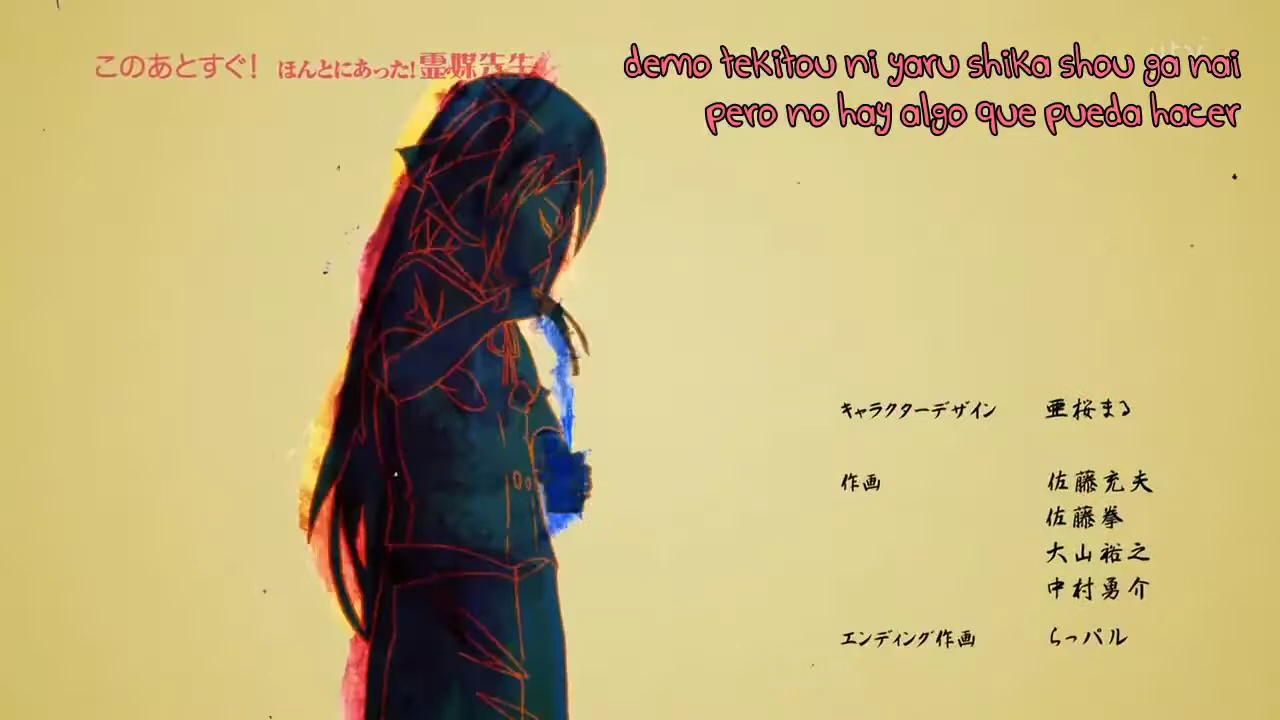 このあとすぐ! ほんとにあった!霊媒先生
demo tekitou ni yaru shika shou ga nai
pero no hay algo que pueda hacer
キャラクターデザイン 亜桜まる
作画 佐藤充夫
佐藤拳
大山裕之
中村勇介
エンディング作画 らっパル